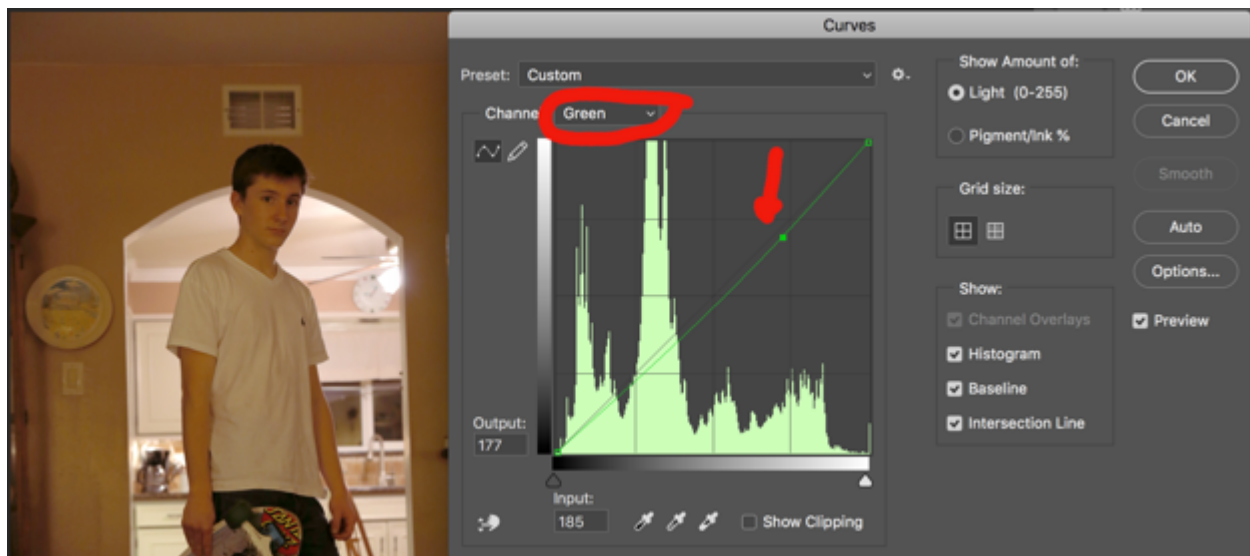 Curves
Preset: Custom
Channe Green
Output:
177
Input:
185
Show Clipping
Show Amount of:
Light (0-255)
Pigment/Ink %
Grid size:
Show:
Channel Overlays
Histogram
Baseline
Intersection Line
OK
Cancel
Smooth
Auto
Options...
Preview